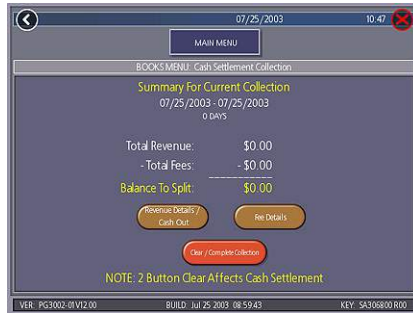 07/25/2003 10:47
MAIN MENU
BOOKS MENU: Cash Settlement Collection
Summary For Current Collection
07/25/2003 - 07/25/2003
0 DAYS
Total Revenue: $0.00
- Total Fees: - $0.00
Balance To Split: $0.00
Revenue Details / Cash Out
Fee Details
Clear / Complete Collection
NOTE: 2 Button Clear Affects Cash Settlement
VER: PG3002-01V12.00 BUILD: Jul 25 2003 08:59:43 KEY: SA306800 R00